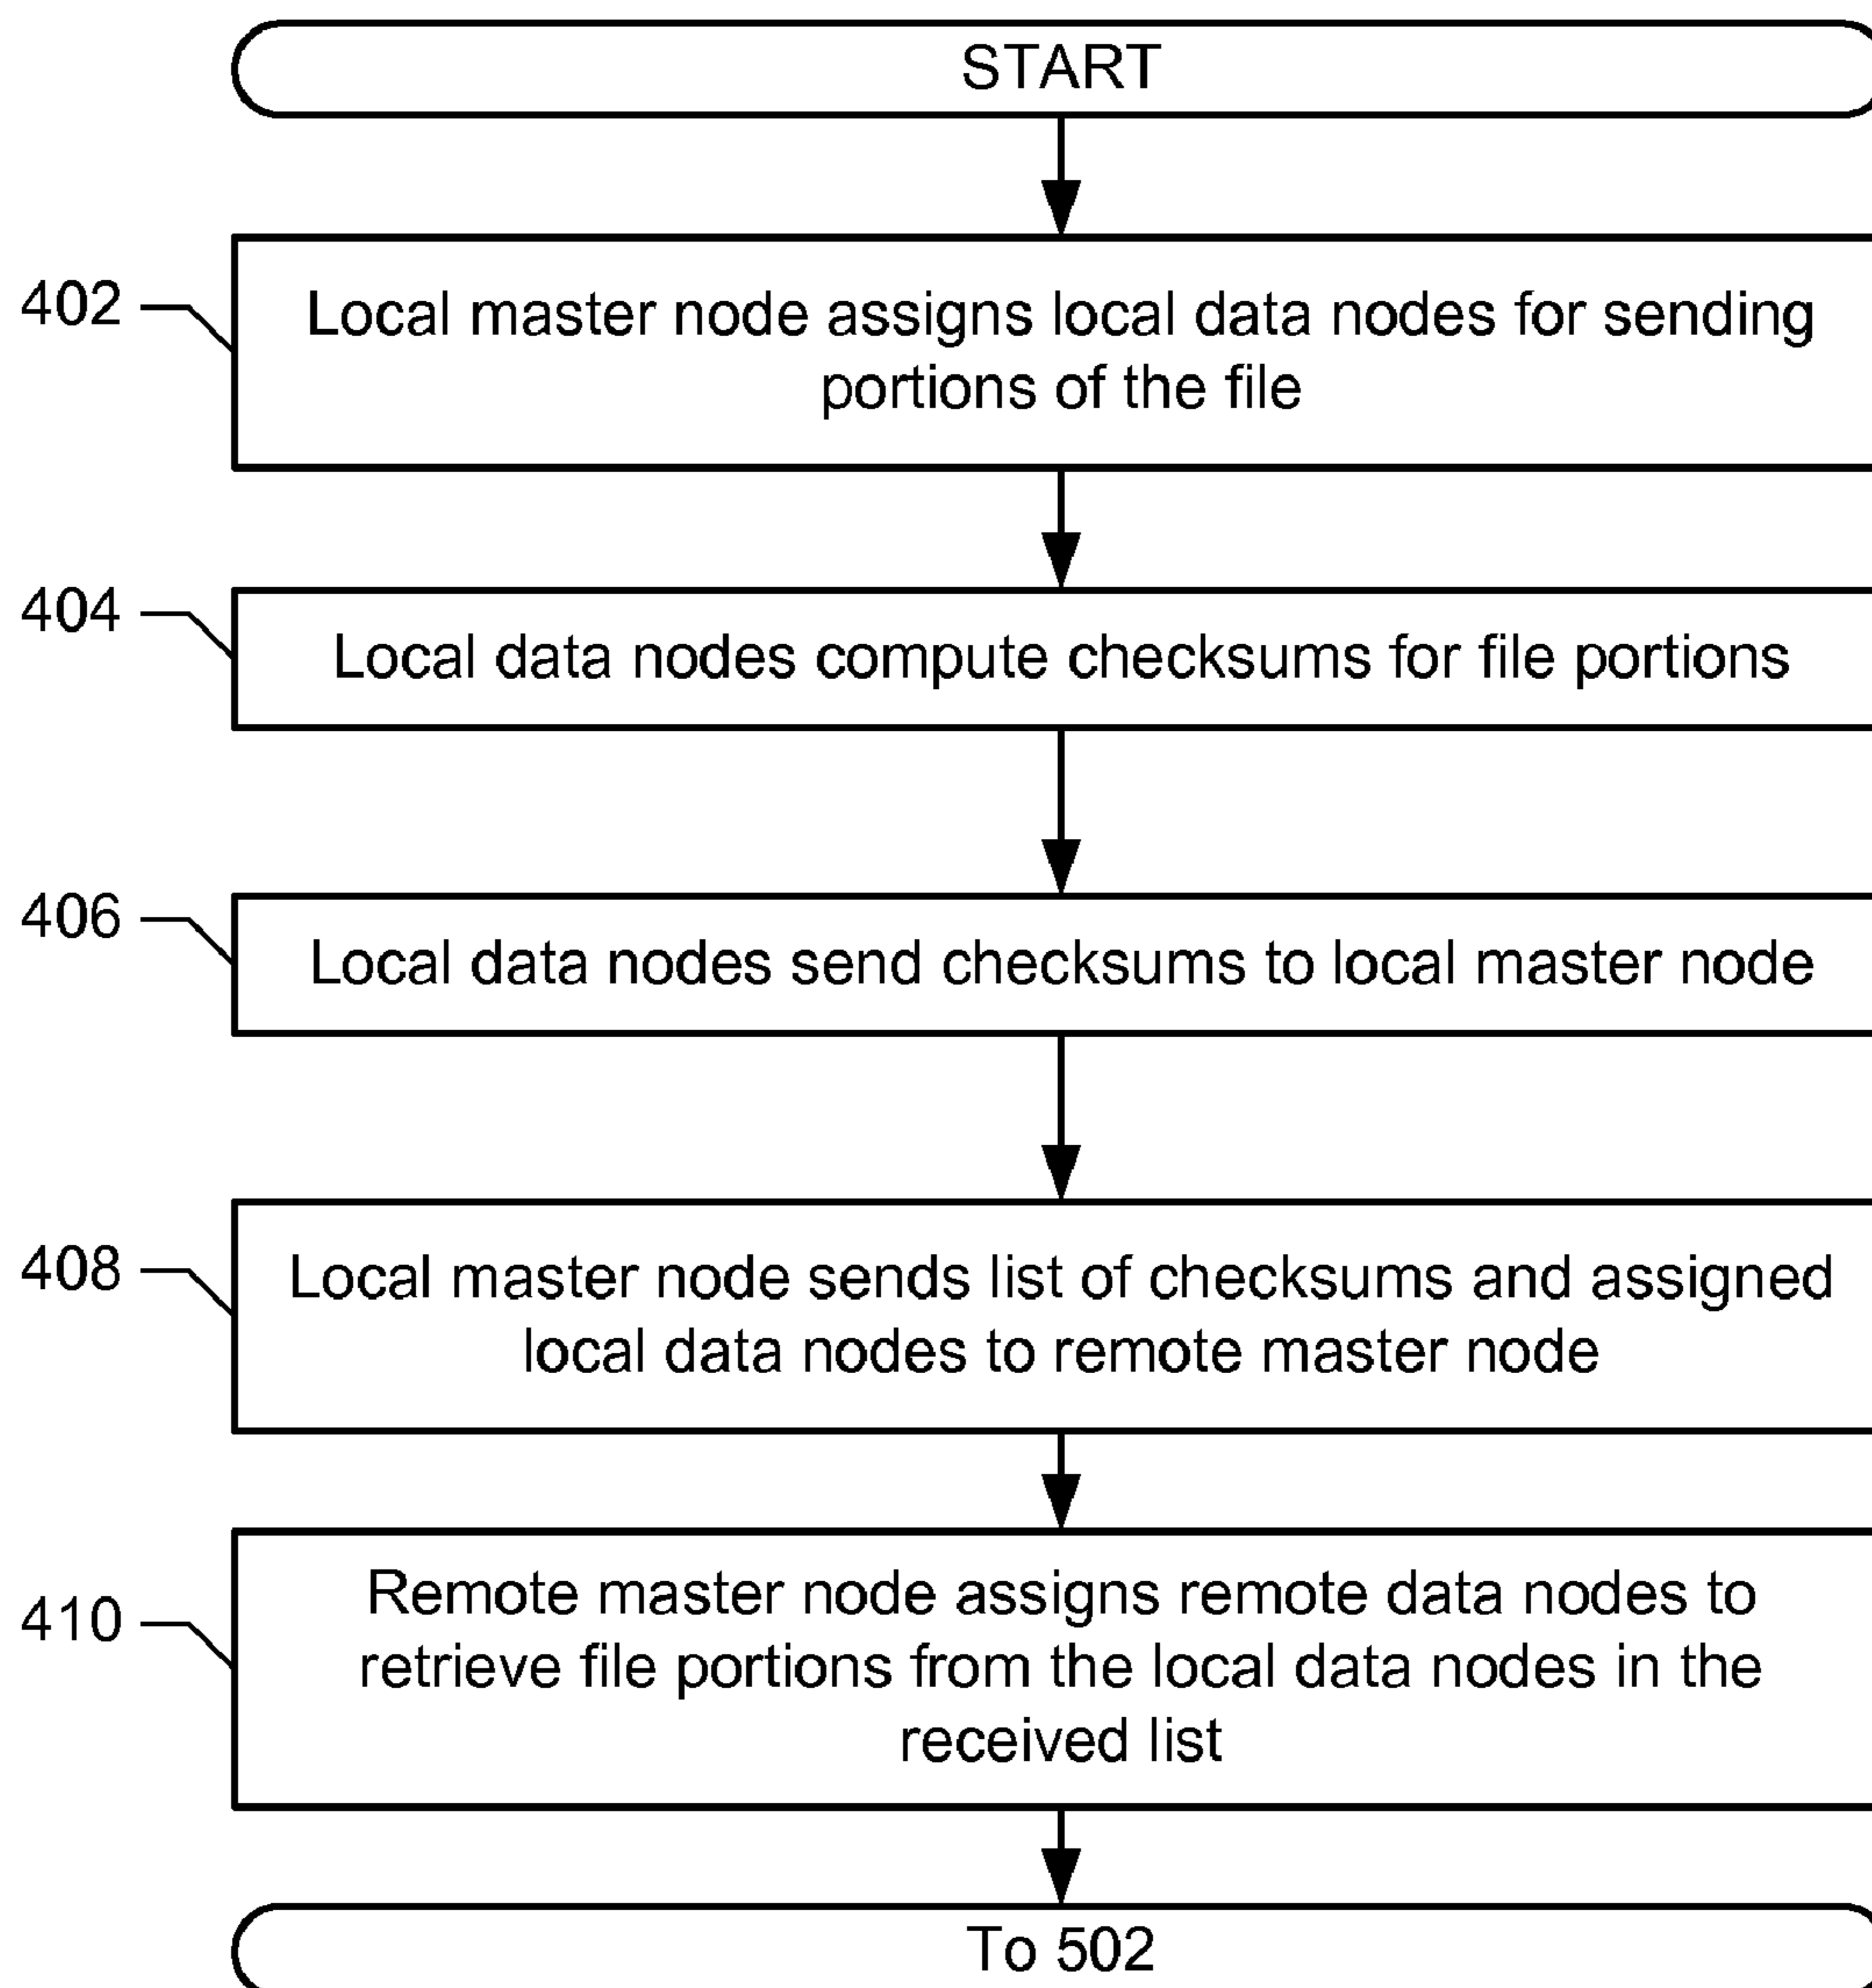 START
402
Local master node assigns local data nodes for sending
portions of the file
404
Local data nodes compute checksums for file portions
406
Local data nodes send checksums to local master node
408
Local master node sends list of checksums and assigned
local data nodes to remote master node
410
Remote master node assigns remote data nodes to
retrieve file portions from the local data nodes in the
received list
To 502